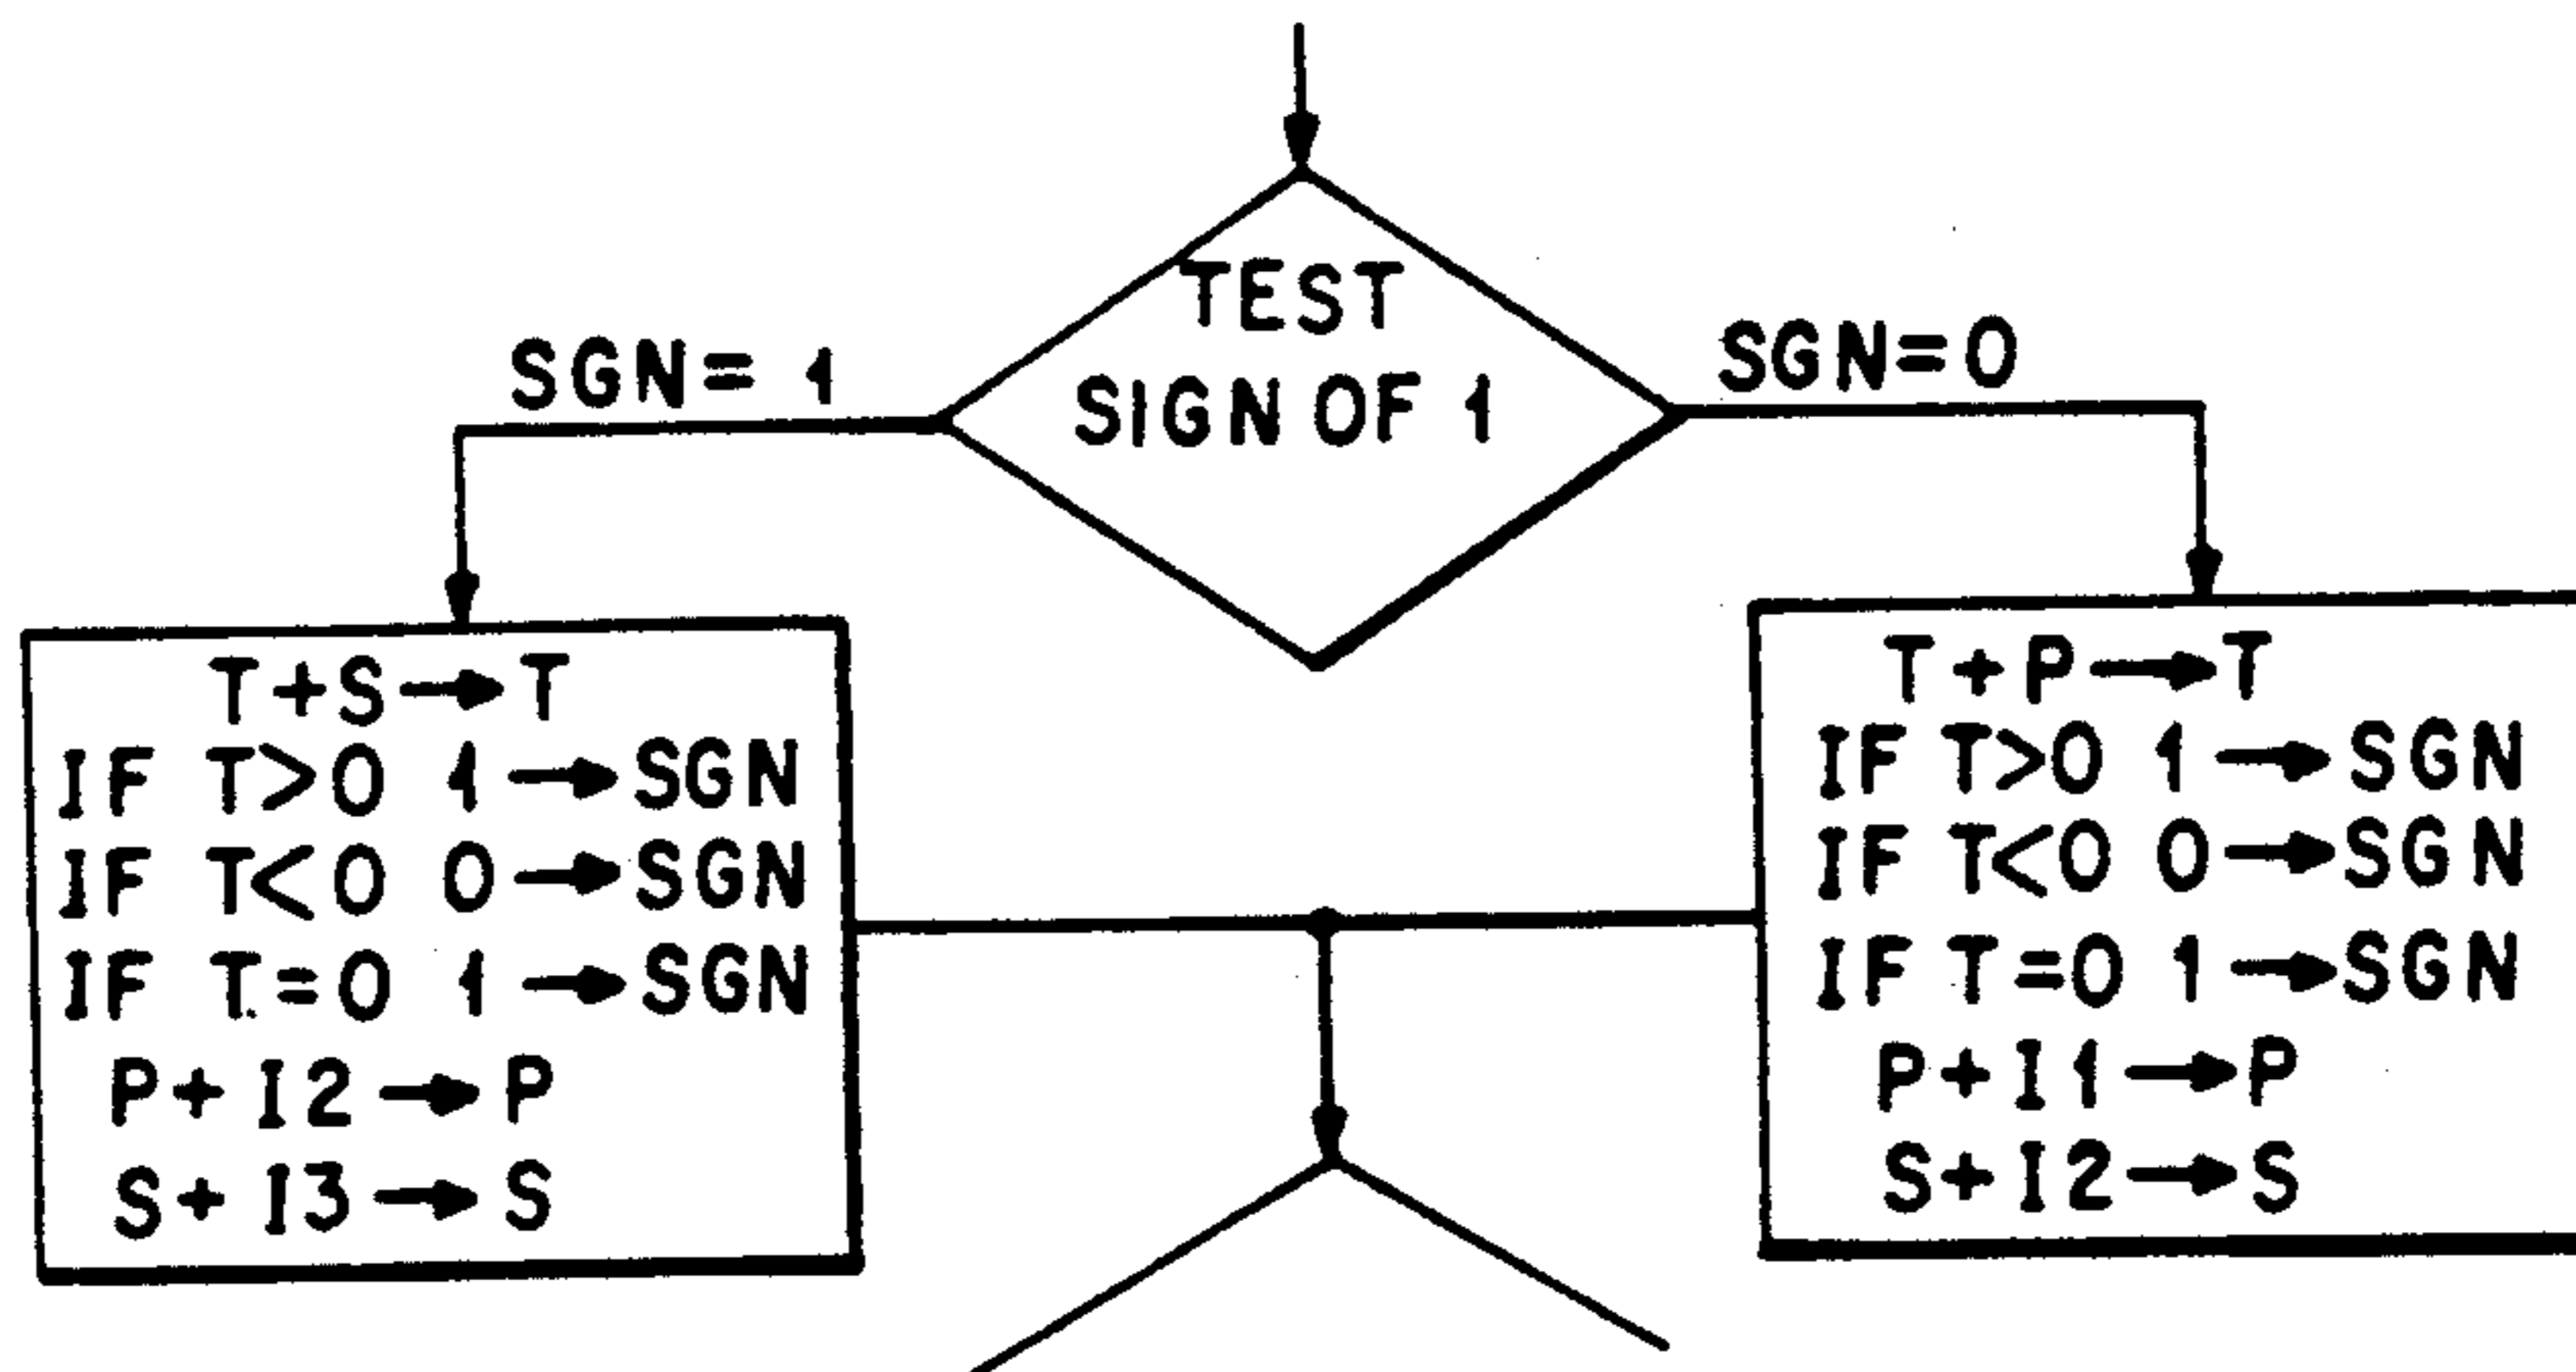 TEST
SIGN OF 1
SGN= 1
SGN=0
T+S→T
IF T>0 1→SGN
IF T<0 0→SGN
IF T=0 1→SGN
P+I2→P
S+I3→S
T+P→T
IF T>0 1→SGN
IF T<0 0→SGN
IF T=0 1→SGN
P+I1→P
S+I2→S